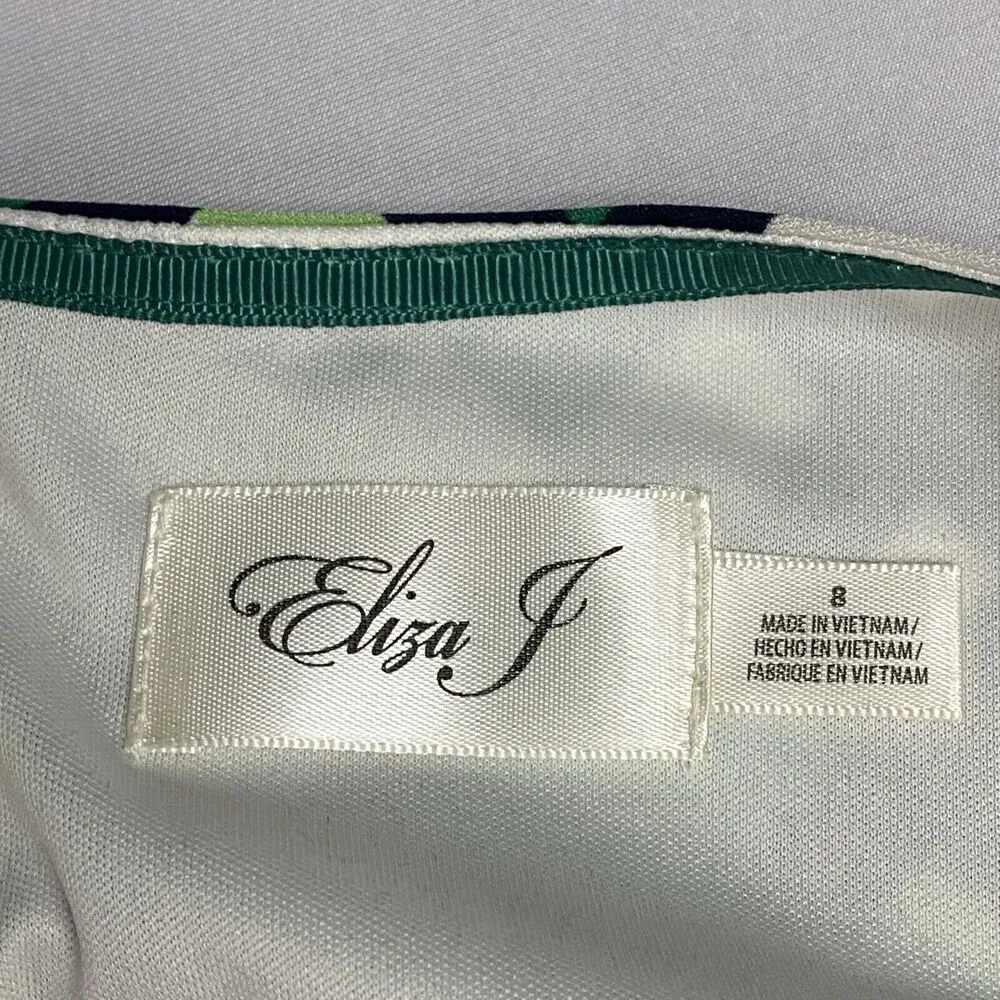 Eliza J
8
MADE IN VIETNAM/
HECHO EN VIETNAM/
FABRIQUE EN VIETNAM